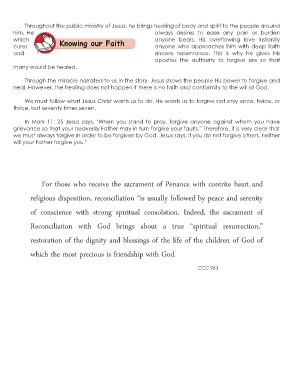 Throughout the public ministry of Jesus, he brings healing of body and spirit to the people around
him. He always desires to ease any pain or burden
which anyone bears. His overflowing love instantly
cures anyone who approaches him with deep faith
and sincere repentance. This is why he gives His
apostles the authority to forgive sins so that
many would be healed.
Knowing our Faith
Through the miracle narrated to us in the story, Jesus shows the people His power to forgive and
heal. However, the healing does not happen if there is no faith and conformity to the will of God.
We must follow what Jesus Christ wants us to do. He wants us to forgive not only once, twice, or
thrice, but seventy times seven.
In Mark 11: 25 Jesus says, "When you stand to pray, forgive anyone against whom you have
grievance so that your heavenly Father may in turn forgive your faults." Therefore, it is very clear that
we must always forgive in order to be forgiven by God. Jesus says, if you do not forgive others, neither
will your Father forgive you."
For those who receive the sacrament of Penance with contrite heart and
religious disposition, reconciliation "is usually followed by peace and serenity
of conscience with strong spiritual consolation. Indeed, the sacrament of
Reconciliation with God brings about a true "spiritual resurrection,"
restoration of the dignity and blessings of the life of the children of God of
which the most precious is friendship with God.